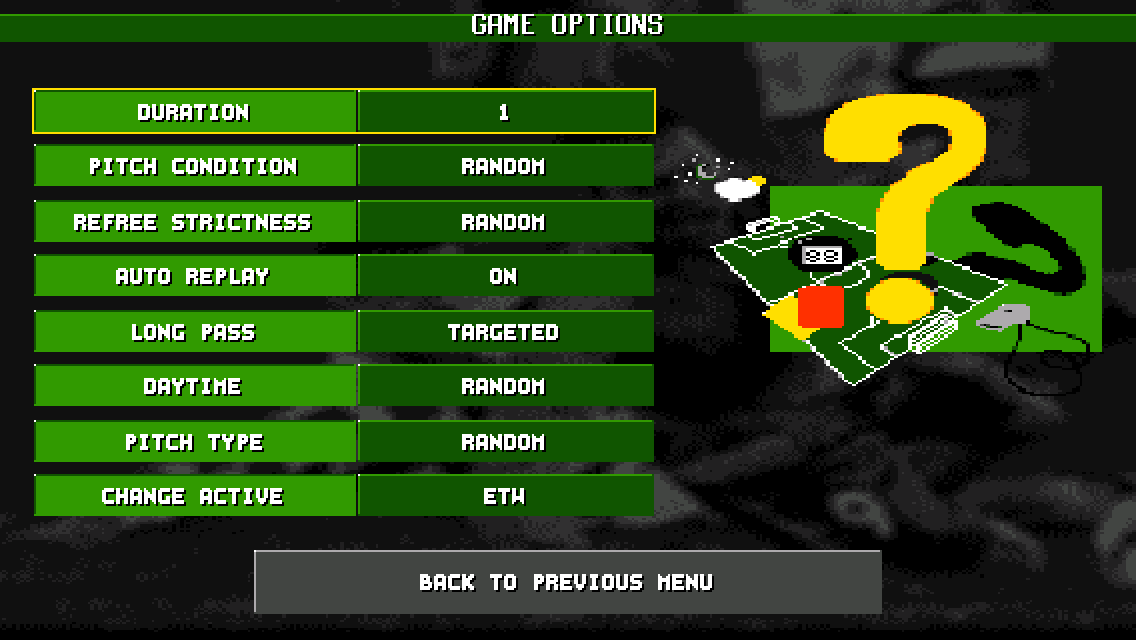 GAME OPTIONS
DURATION 1
PITCH CONDITION RANDOM
REFREE STRICTNESS RANDOM
AUTO REPLAY ON
LONG PASS TARGETED
DAYTIME RANDOM
PITCH TYPE RANDOM
CHANGE ACTIVE ETW
BACK TO PREVIOUS MENU